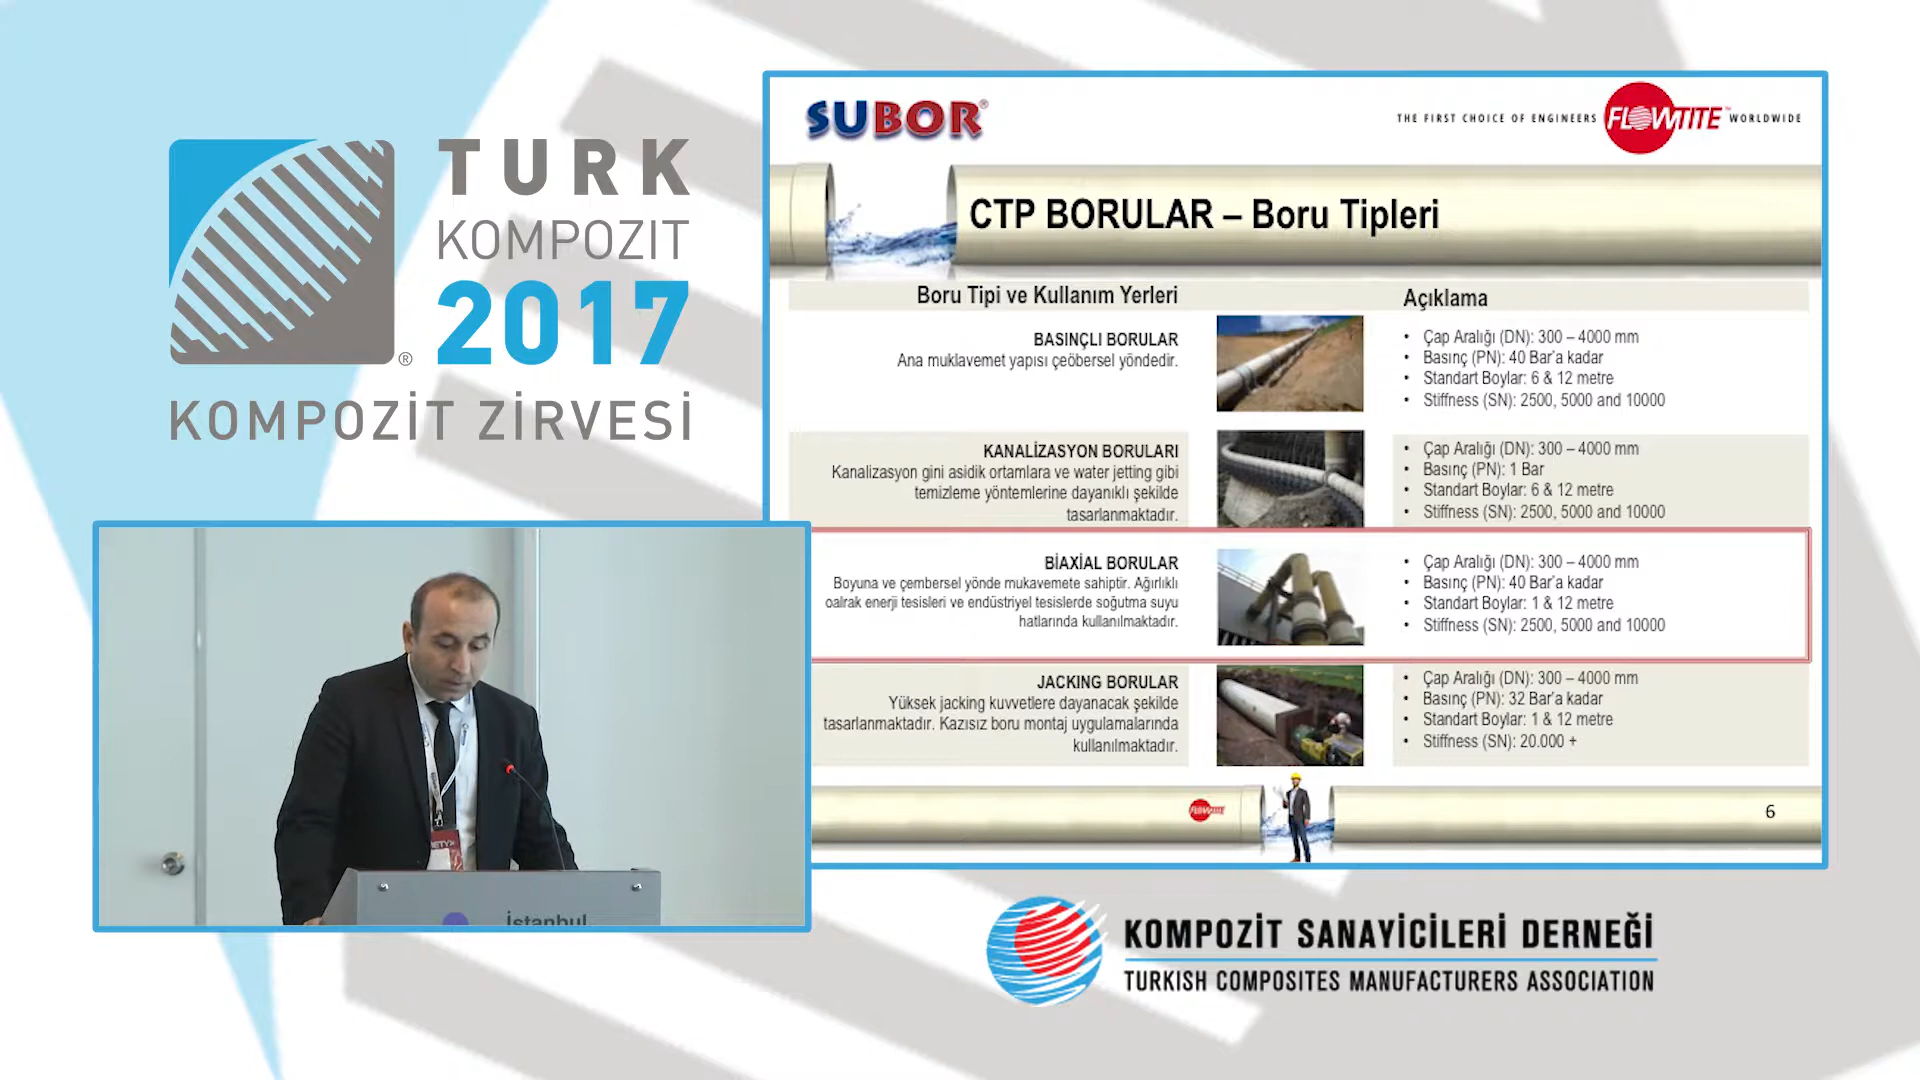 TURK
KOMPOZIT
2017
®
KOMPOZİT ZİRVESİ
SUBOR®
THE FIRST CHOICE OF ENGINEERS FLOWTITE™ WORLDWIDE
CTP BORULAR – Boru Tipleri
Boru Tipi ve Kullanım Yerleri
Açıklama
BASINÇLI BORULAR
Ana muklavemet yapısı çeöbersel yöndedir.
• Çap Aralığı (DN): 300 – 4000 mm
• Basınç (PN): 40 Bar'a kadar
• Standart Boylar: 6 & 12 metre
• Stiffness (SN): 2500, 5000 and 10000
KANALİZASYON BORULARI
Kanalizasyon gini asidik ortamlara ve water jetting gibi
temizleme yöntemlerine dayanıklı şekilde
tasarlanmaktadır.
• Çap Aralığı (DN): 300 – 4000 mm
• Basınç (PN): 1 Bar
• Standart Boylar: 6 & 12 metre
• Stiffness (SN): 2500, 5000 and 10000
BİAXİAL BORULAR
Boyuna ve çembersel yönde mukavemete sahiptir. Ağırlıklı
oalrak enerji tesisleri ve endüstriyel tesislerde soğutma suyu
hatlarında kullanılmaktadır.
• Çap Aralığı (DN): 300 – 4000 mm
• Basınç (PN): 40 Bar'a kadar
• Standart Boylar: 1 & 12 metre
• Stiffness (SN): 2500, 5000 and 10000
JACKING BORULAR
Yüksek jacking kuvvetlere dayanacak şekilde
tasarlanmaktadır. Kazısız boru montaj uygulamalarında
kullanılmaktadır.
• Çap Aralığı (DN): 300 – 4000 mm
• Basınç (PN): 32 Bar'a kadar
• Standart Boylar: 1 & 12 metre
• Stiffness (SN): 20.000 +
FLOWTITE
6
İstanbul
KOMPOZİT SANAYİCİLERİ DERNEĞİ
TURKISH COMPOSITES MANUFACTURERS ASSOCIATION